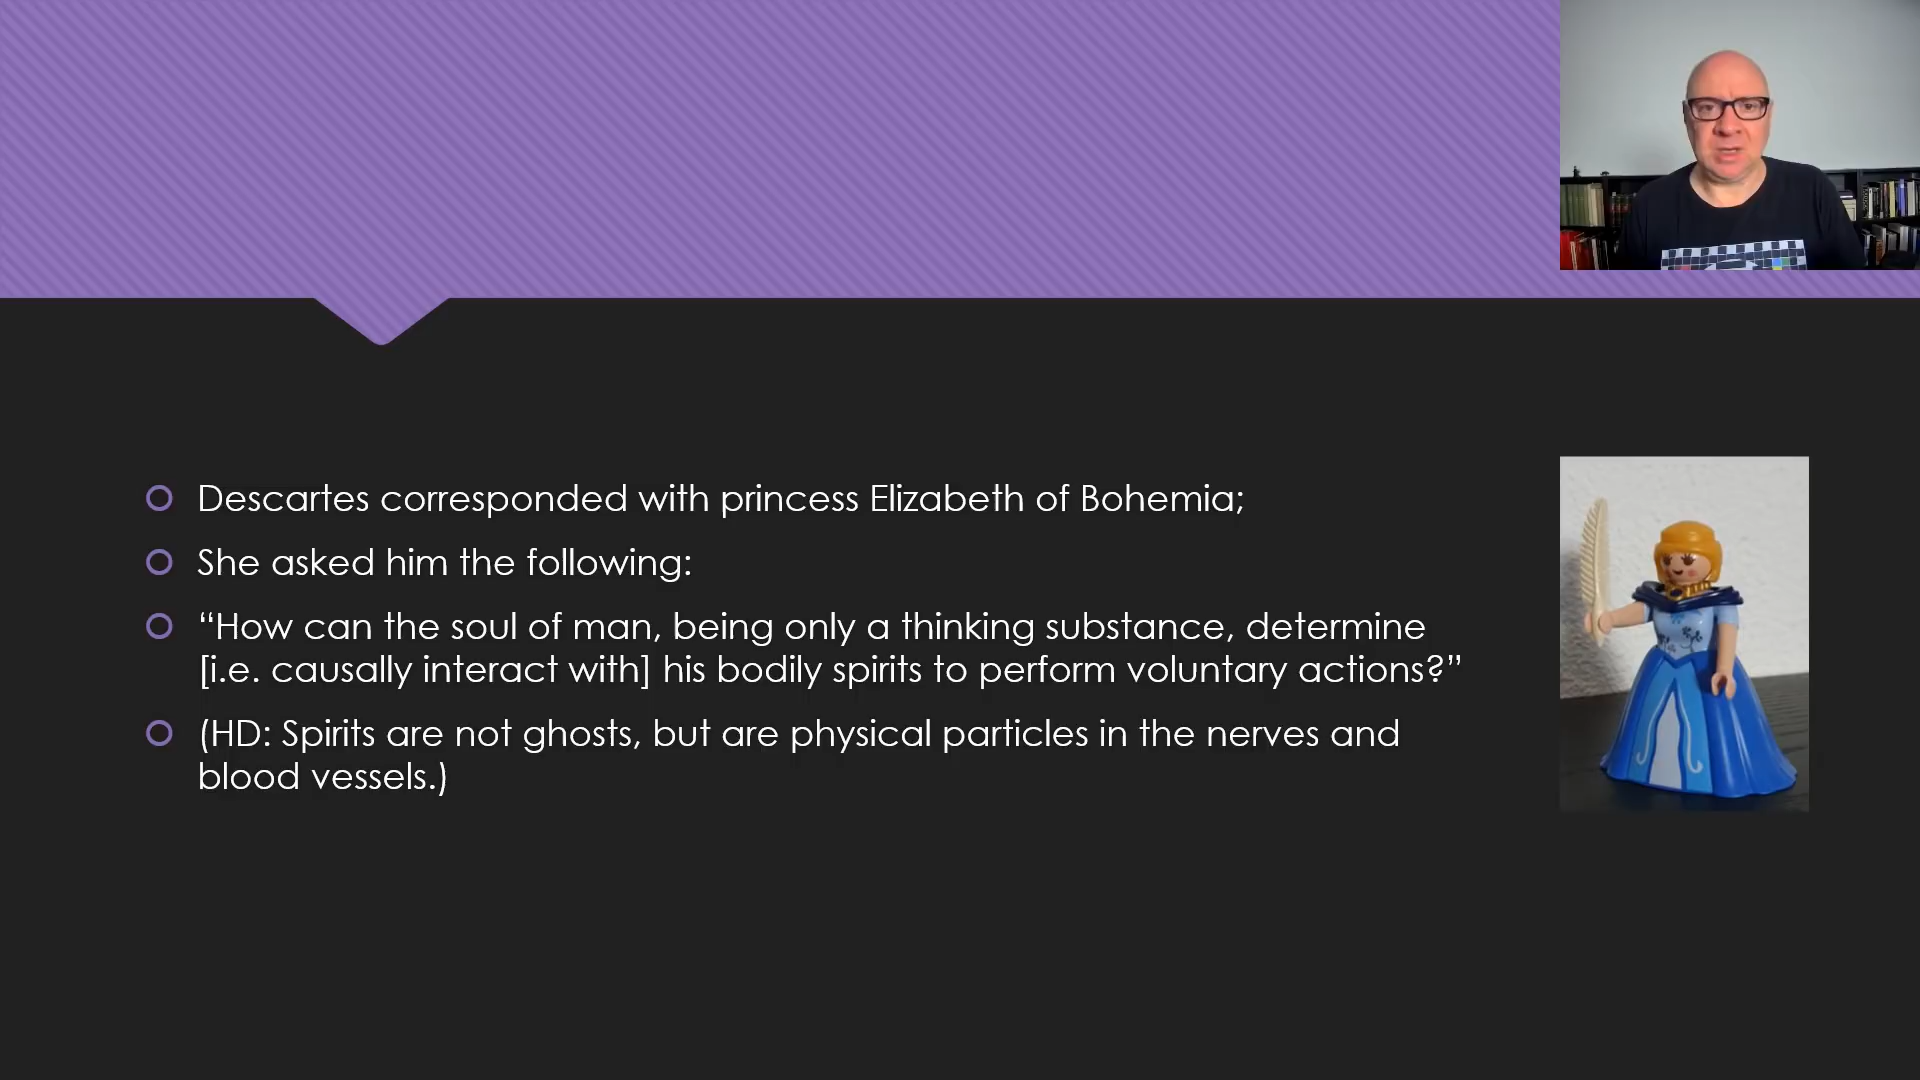 Descartes corresponded with princess Elizabeth of Bohemia;
She asked him the following:
“How can the soul of man, being only a thinking substance, determine
[i.e. causally interact with] his bodily spirits to perform voluntary actions?”
(HD: Spirits are not ghosts, but are physical particles in the nerves and
blood vessels.)